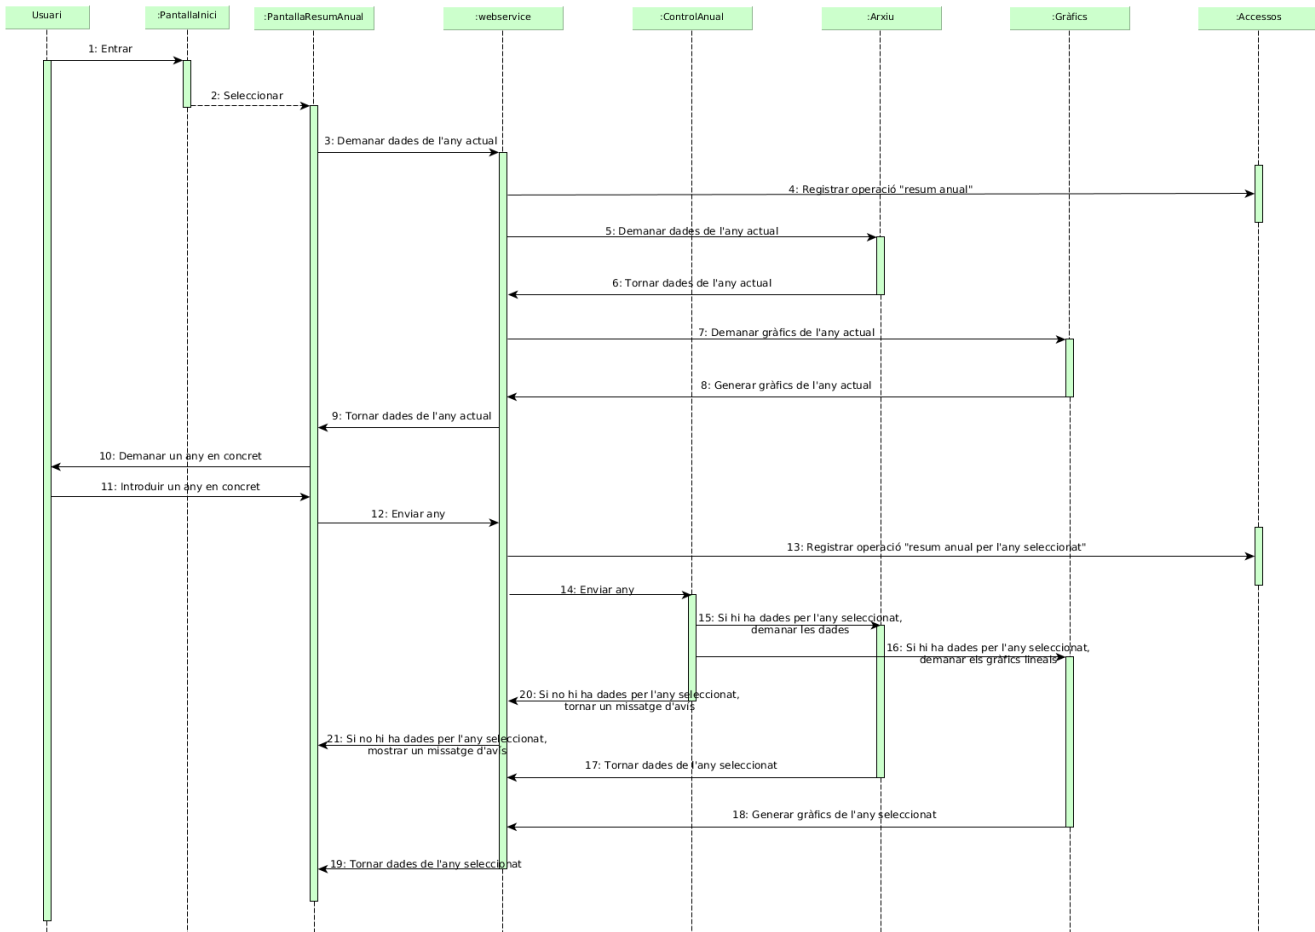 Usuari
:PantallaInici
:PantallaResumAnual
:webservice
:ControlAnual
:Arxiu
:Gràfics
:Accessos
1: Entrar
2: Seleccionar
3: Demanar dades de l'any actual
4: Registrar operació "resum anual"
5: Demanar dades de l'any actual
6: Tornar dades de l'any actual
7: Demanar gràfics de l'any actual
8: Generar gràfics de l'any actual
9: Tornar dades de l'any actual
10: Demanar un any en concret
11: Introduir un any en concret
12: Enviar any
13: Registrar operació "resum anual per l'any seleccionat"
14: Enviar any
15: Si hi ha dades per l'any seleccionat,
demanar les dades
16: Si hi ha dades per l'any seleccionat,
demanar els gràfics lineals
20: Si no hi ha dades per l'any seleccionat,
tornar un missatge d'avís
21: Si no hi ha dades per l'any seleccionat,
mostrar un missatge d'avís
17: Tornar dades de l'any seleccionat
18: Generar gràfics de l'any seleccionat
19: Tornar dades de l'any seleccionat